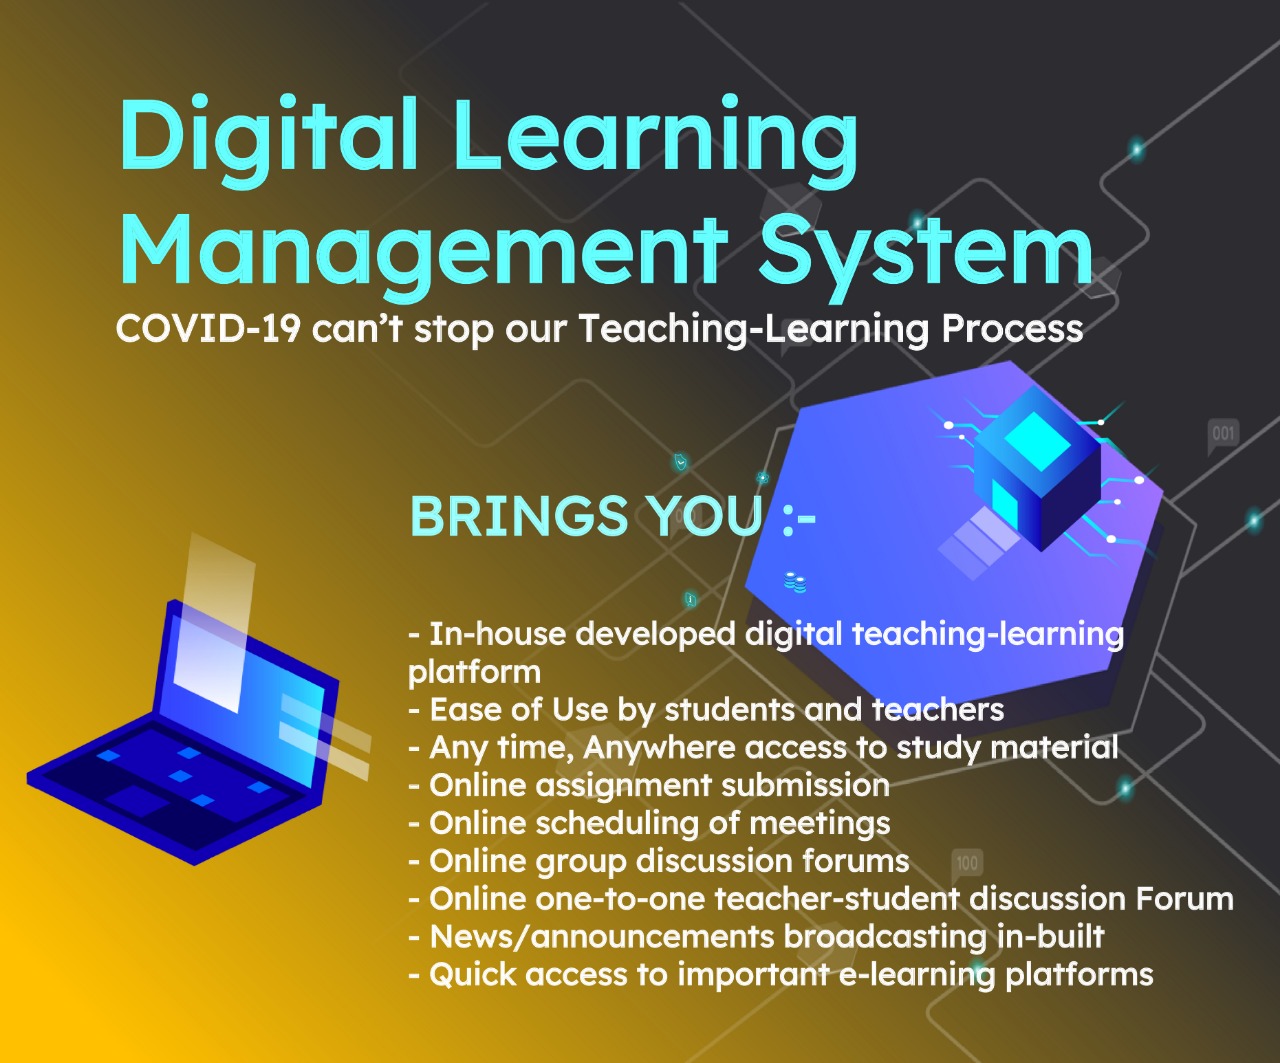 Digital Learning
Management System
COVID-19 can’t stop our Teaching-Learning Process
001
BRINGS YOU :-
- In-house developed digital teaching-learning
platform
- Ease of Use by students and teachers
- Any time, Anywhere access to study material
- Online assignment submission
- Online scheduling of meetings
- Online group discussion forums
100
- Online one-to-one teacher-student discussion Forum
- News/announcements broadcasting in-built
- Quick access to important e-learning platforms